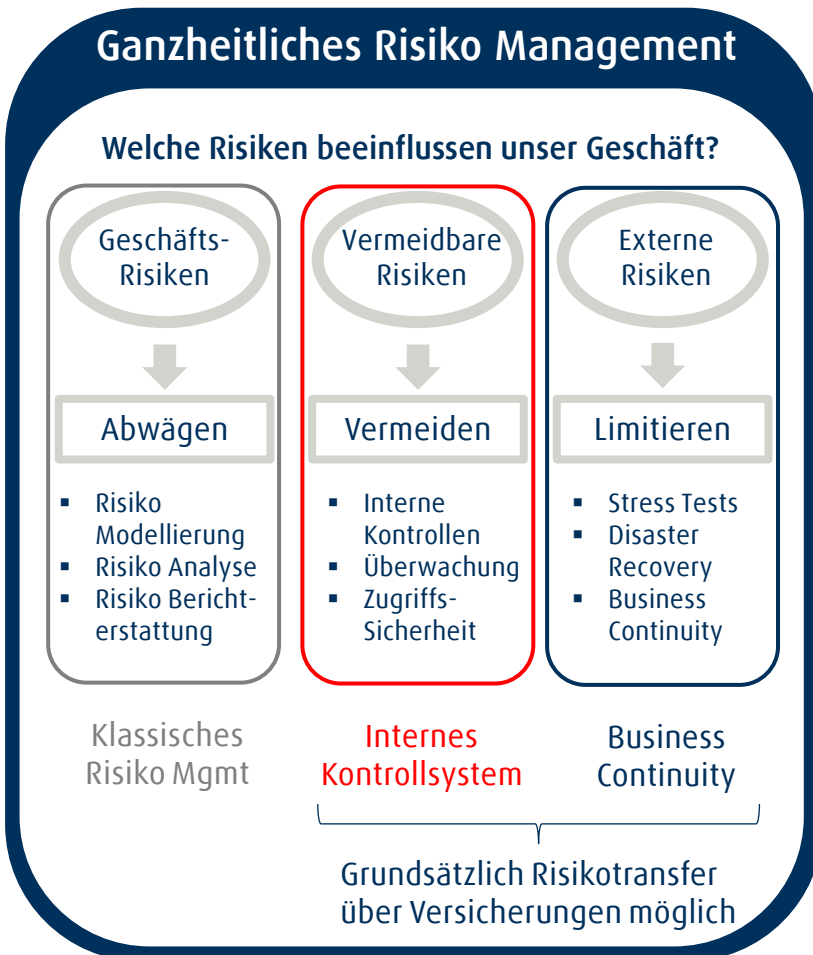 Ganzheitliches Risiko Management
Welche Risiken beeinflussen unser Geschäft?
Geschäfts-
Risiken
Abwägen
▪ Risiko
Modellierung
▪ Risiko Analyse
▪ Risiko Bericht-
erstattung
Klassisches
Risiko Mgmt
Vermeidbare
Risiken
Vermeiden
▪ Interne
Kontrollen
▪ Überwachung
▪ Zugriffs-
Sicherheit
Internes
Kontrollsystem
Externe
Risiken
Limitieren
▪ Stress Tests
▪ Disaster
Recovery
▪ Business
Continuity
Business
Continuity
Grundsätzlich Risikotransfer
über Versicherungen möglich